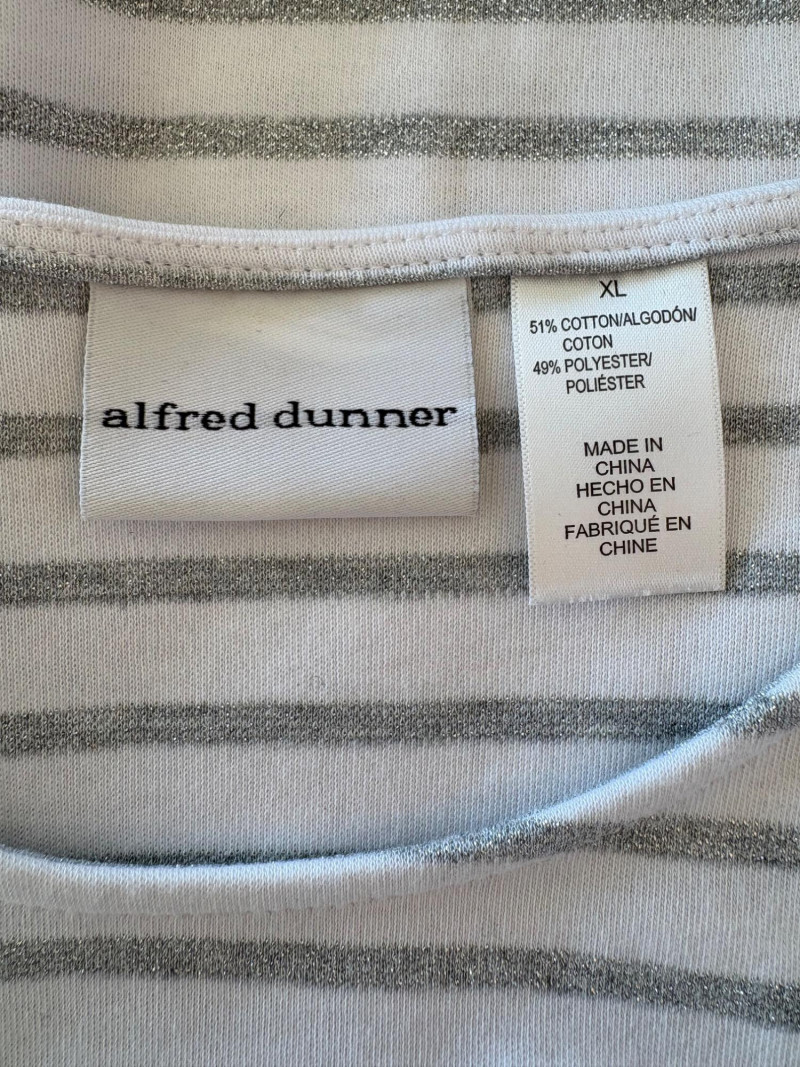 alfred dunner
XL
51% COTTON/ALGODÓN/
COTON
49% POLYESTER/
POLIÉSTER
MADE IN
CHINA
HECHO EN
CHINA
FABRIQUÉ EN
CHINE